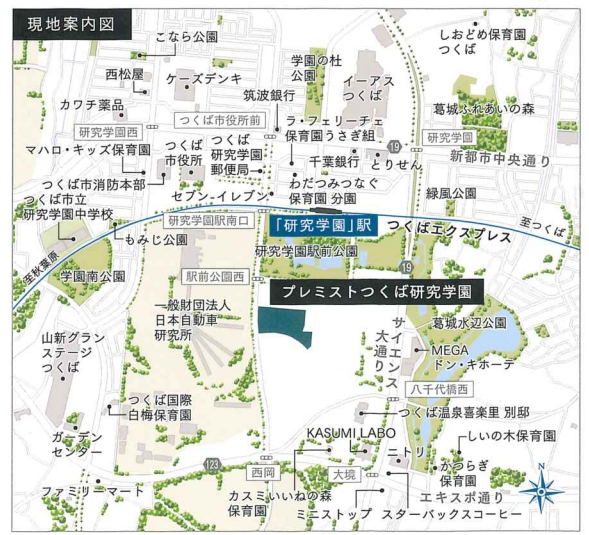 現地案内図
こなら公園
しおどめ保育園
つくば
学園の杜
公園
西松屋
ケーズデンキ
イーアス
つくば
筑波銀行
カワチ薬品
葛城ふれあいの森
つくば市役所前
ラ・フェリーチェ
保育園うさぎ組
研究学園西
19
研究学園
マハロ・キッズ保育園
つくば
市役所
つくば
研究学園
郵便局
千葉銀行
とりせん
新都市中央通り
つくば市消防本部
わだつみつなぐ
保育園 分園
緑風公園
つくば市立
研究学園中学校
セブン-イレブン
研究学園駅南口
「研究学園」駅
つくばエクスプレス
至つくば
もみじ公園
研究学園駅前公園
至秋葉原
学園南公園
駅前公園西
19
プレミストつくば研究学園
一般財団法人
日本自動車
研究所
サイエンス
大通り
葛城水辺公園
山新グラン
ステージ
つくば
MEGA
ドン・キホーテ
八千代橋西
つくば国際
白梅保育園
つくば温泉喜楽里 別邸
ガーデン
センター
KASUMI LABO
ニトリ
しいの木保育園
123
西岡
大境
かつらぎ
保育園
ファミリーマート
カスミいいねの森
保育園
ミニストップ
スターバックスコーヒー
エキスポ通り
N